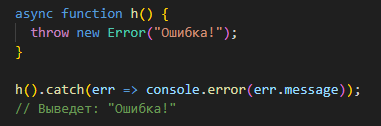 async function h() {
  throw new Error("Ошибка!");
}

h().catch(err => console.error(err.message));
// Выведет: "Ошибка!"